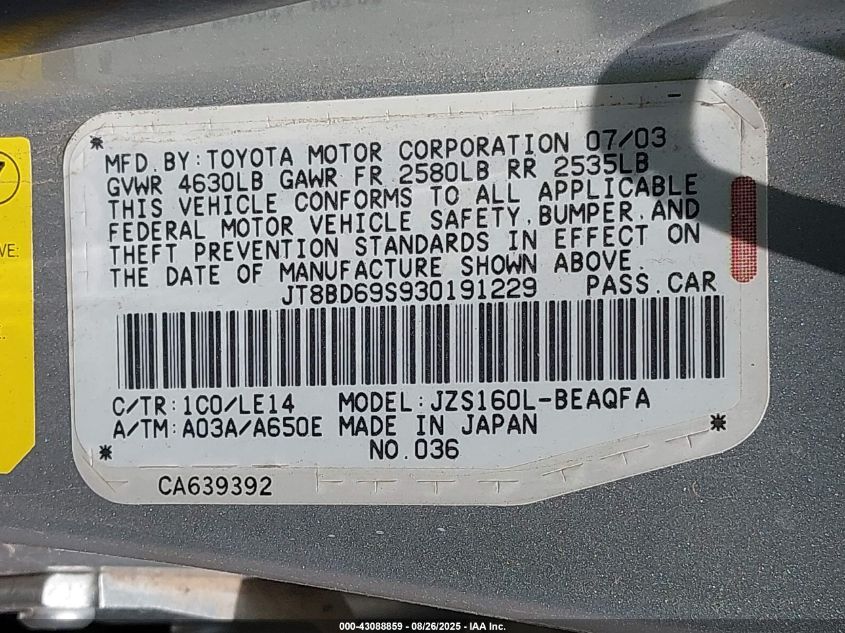 MFD. BY: TOYOTA MOTOR CORPORATION 07/03
GVWR 4630LB GAWR FR 2580LB RR 2535LB
THIS VEHICLE CONFORMS TO ALL APPLICABLE
FEDERAL MOTOR VEHICLE SAFETY, BUMPER, AND
THEFT PREVENTION STANDARDS IN EFFECT ON
THE DATE OF MANUFACTURE SHOWN ABOVE.
JT8BD69S930191229 PASS. CAR
C/TR: 1C0/LE14 MODEL: JZS160L-BEAQFA
A/TM: A03A/A650E MADE IN JAPAN
NO. 036
CA639392
VE:
000-43088859 - 08/26/2025 - IAA Inc.